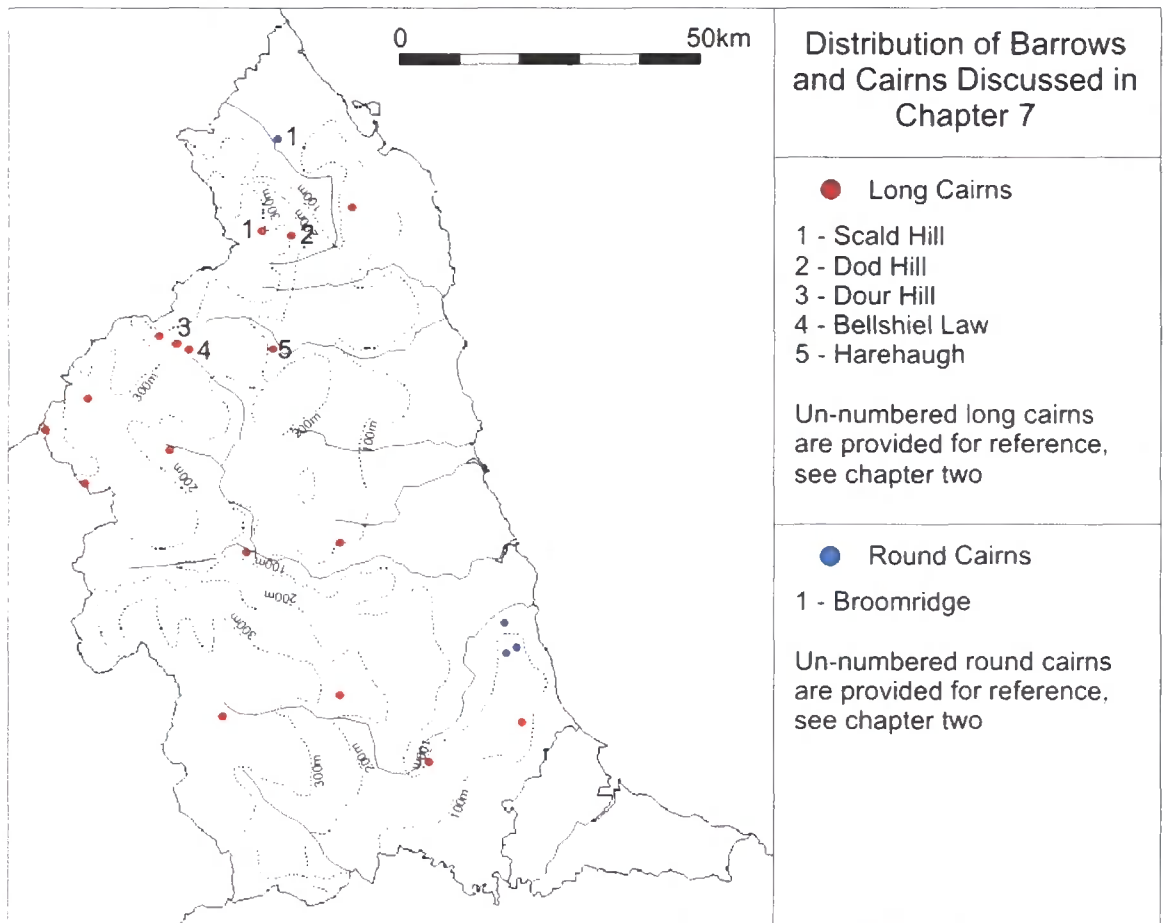 0 50km
1
300m
100m
1
2
3
4
5
300m
200m
100m
200m
100m
200m
300m
100m
200m
300m
100m
Distribution of Barrows
and Cairns Discussed in
Chapter 7
Long Cairns
1 - Scald Hill
2 - Dod Hill
3 - Dour Hill
4 - Bellshiel Law
5 - Harehaugh
Un-numbered long cairns
are provided for reference,
see chapter two
Round Cairns
1 - Broomridge
Un-numbered round cairns
are provided for reference,
see chapter two